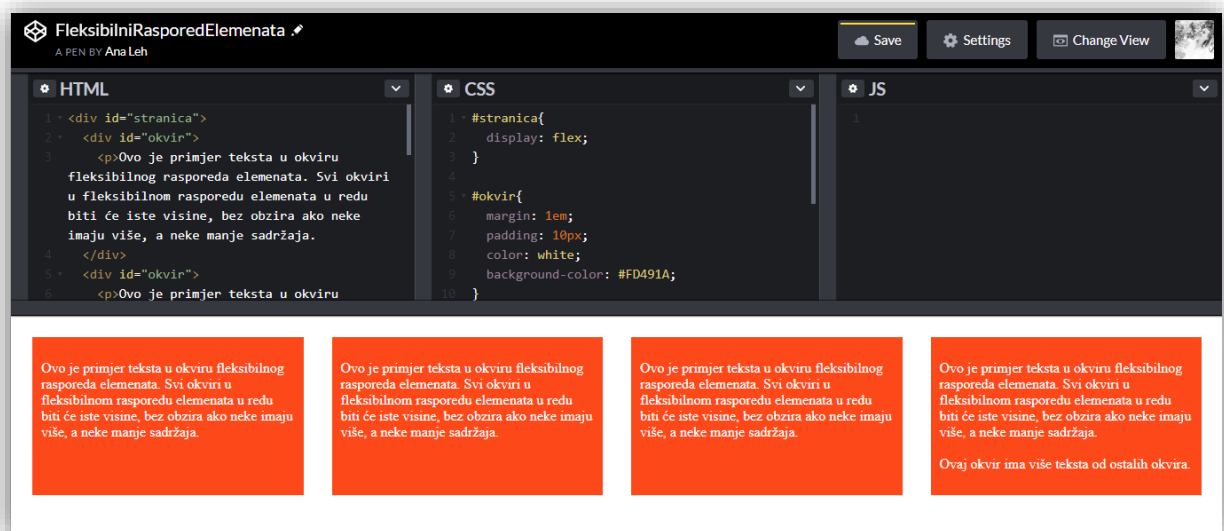 FleksibilniRasporedElemenata
A PEN BY Ana Leh
Save
Settings
Change View
HTML
1 <div id="stranica">
2 <div id="okvir">
3 <p>Ovo je primjer teksta u okviru
fleksibilnog rasporeda elemenata. Svi okviri
u fleksibilnom rasporedu elemenata u redu
biti će iste visine, bez obzira ako neke
imaju više, a neke manje sadržaja.
4 </div>
5 <div id="okvir">
6 <p>Ovo je primjer teksta u okviru
CSS
1 #stranica{
2 display: flex;
3 }
4
5 #okvir{
6 margin: 1em;
7 padding: 10px;
8 color: white;
9 background-color: #FD491A;
10 }
JS
1
Ovo je primjer teksta u okviru fleksibilnog
rasporeda elemenata. Svi okviri u
fleksibilnom rasporedu elemenata u redu
biti će iste visine, bez obzira ako neke imaju
više, a neke manje sadržaja.
Ovo je primjer teksta u okviru fleksibilnog
rasporeda elemenata. Svi okviri u
fleksibilnom rasporedu elemenata u redu
biti će iste visine, bez obzira ako neke imaju
više, a neke manje sadržaja.
Ovo je primjer teksta u okviru fleksibilnog
rasporeda elemenata. Svi okviri u
fleksibilnom rasporedu elemenata u redu
biti će iste visine, bez obzira ako neke imaju
više, a neke manje sadržaja.
Ovo je primjer teksta u okviru fleksibilnog
rasporeda elemenata. Svi okviri u
fleksibilnom rasporedu elemenata u redu
biti će iste visine, bez obzira ako neke imaju
više, a neke manje sadržaja.
Ovaj okvir ima više teksta od ostalih okvira.